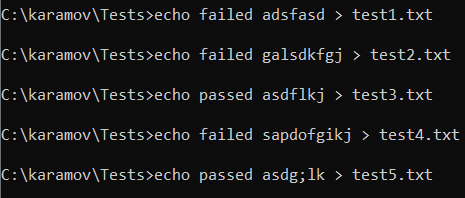 C:\karamov\Tests>echo failed adsfasd > test1.txt
C:\karamov\Tests>echo failed galsdkfgj > test2.txt
C:\karamov\Tests>echo passed asdflkj > test3.txt
C:\karamov\Tests>echo failed sapdofgikj > test4.txt
C:\karamov\Tests>echo passed asdg;lk > test5.txt